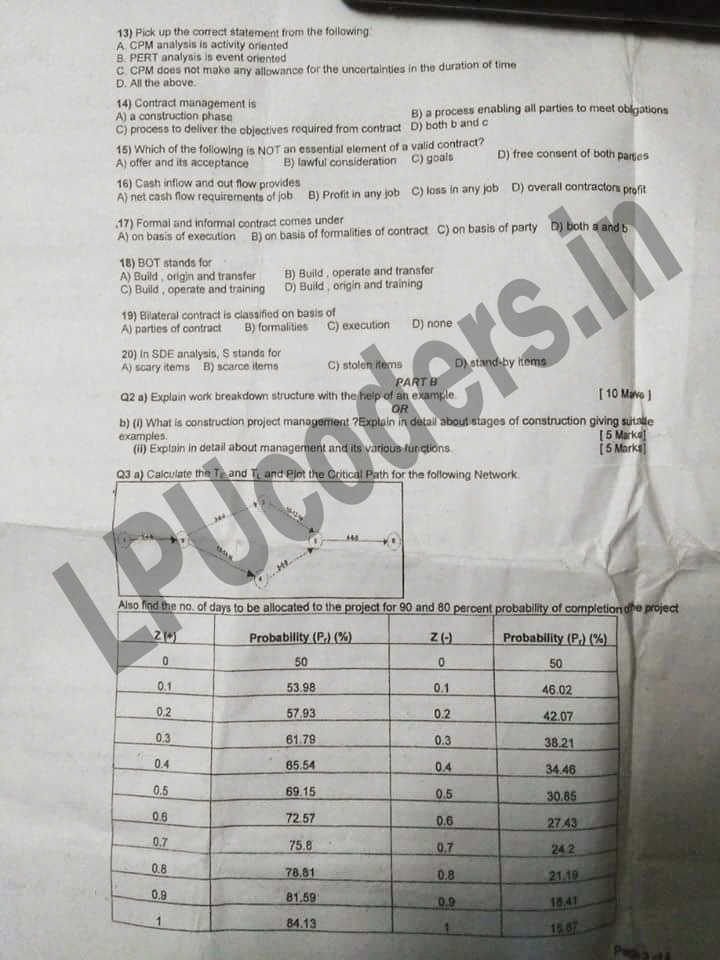 13) Pick up the correct statement from the following:
A. CPM analysis is activity oriented
B. PERT analysis is event oriented
C. CPM does not make any allowance for the uncertainties in the duration of time
D. All the above.
14) Contract management is
A) a construction phase B) a process enabling all parties to meet obligations
C) process to deliver the objectives required from contract D) both b and c
15) Which of the following is NOT an essential element of a valid contract?
A) offer and its acceptance B) lawful consideration C) goals D) free consent of both parties
16) Cash inflow and out flow provides
A) net cash flow requirements of job B) Profit in any job C) loss in any job D) overall contractors profit
17) Formal and informal contract comes under
A) on basis of execution B) on basis of formalities of contract C) on basis of party D) both a and b
18) BOT stands for
A) Build , origin and transfer B) Build , operate and transfer
C) Build , operate and training D) Build , origin and training
19) Bilateral contract is classified on basis of
A) parties of contract B) formalities C) execution D) none
20) In SDE analysis, S stands for
A) scary items B) scarce items C) stolen items D) stand-by items
PART B
Q2 a) Explain work breakdown structure with the help of an example. [ 10 ]
OR
b) (i) What is construction project management ?Explain in detail about stages of construction giving
examples. [ 5 Marks]
(ii) Explain in detail about management and its various functions. [ 5 Marks]
Q3 a) Calculate the TE and TL and Plot the Critical Path for the following Network.
Also find the no. of days to be allocated to the project for 90 and 80 percent probability of completion project
Z (+) Probability (Pr) (%) Z (-) Probability (Pr) (%)
0 50 0 50
0.1 53.98 0.1 46.02
0.2 57.93 0.2 42.07
0.3 61.79 0.3 38.21
0.4 65.54 0.4 34.46
0.5 69.15 0.5 30.85
0.6 72.57 0.6 27.43
0.7 75.8 0.7 24.2
0.8 78.81 0.8 21.19
0.9 81.59 0.9 18.41
1 84.13 1
LPUcoders.in